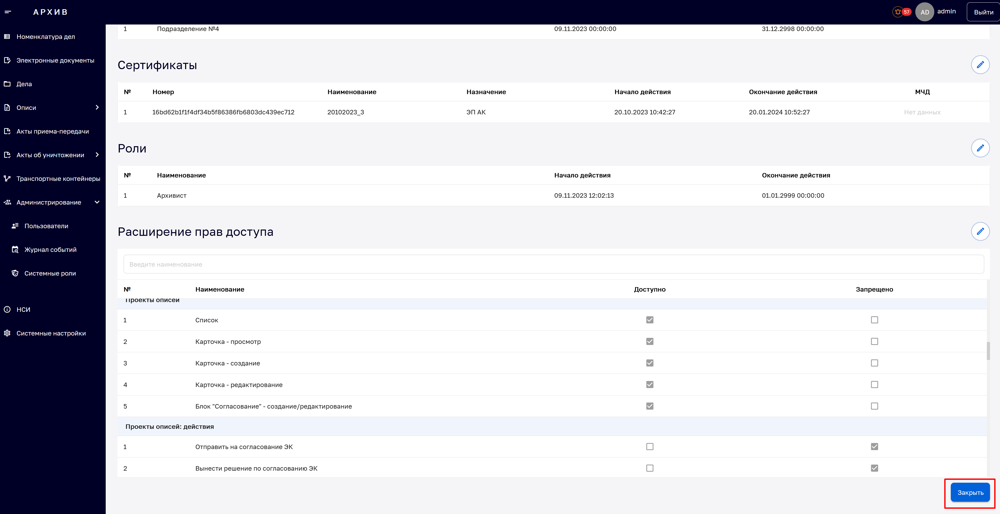 АРХИВ
57
AD
admin
Выйти
Номенклатура дел
Электронные документы
Дела
Описи
Акты приема-передачи
Акты об уничтожении
Транспортные контейнеры
Администрирование
Пользователи
Журнал событий
Системные роли
НСИ
Системные настройки
1 Подразделение №4 09.11.2023 00:00:00 31.12.2998 00:00:00
Сертификаты
№ Номер Наименование Назначение Начало действия Окончание действия МЧД
1 16bd62b1f1f4df34b5f86386fb6803dc439ec712 20102023_3 ЭП АК 20.10.2023 10:42:27 20.01.2024 10:52:27 Нет данных
Роли
№ Наименование Начало действия Окончание действия
1 Архивист 09.11.2023 12:02:13 01.01.2999 00:00:00
Расширение прав доступа
Введите наименование
№ Наименование Доступно Запрещено
Проекты описей
1 Список
2 Карточка - просмотр
3 Карточка - создание
4 Карточка - редактирование
5 Блок "Согласование" - создание/редактирование
Проекты описей: действия
1 Отправить на согласование ЭК
2 Вынести решение по согласованию ЭК
Закрыть